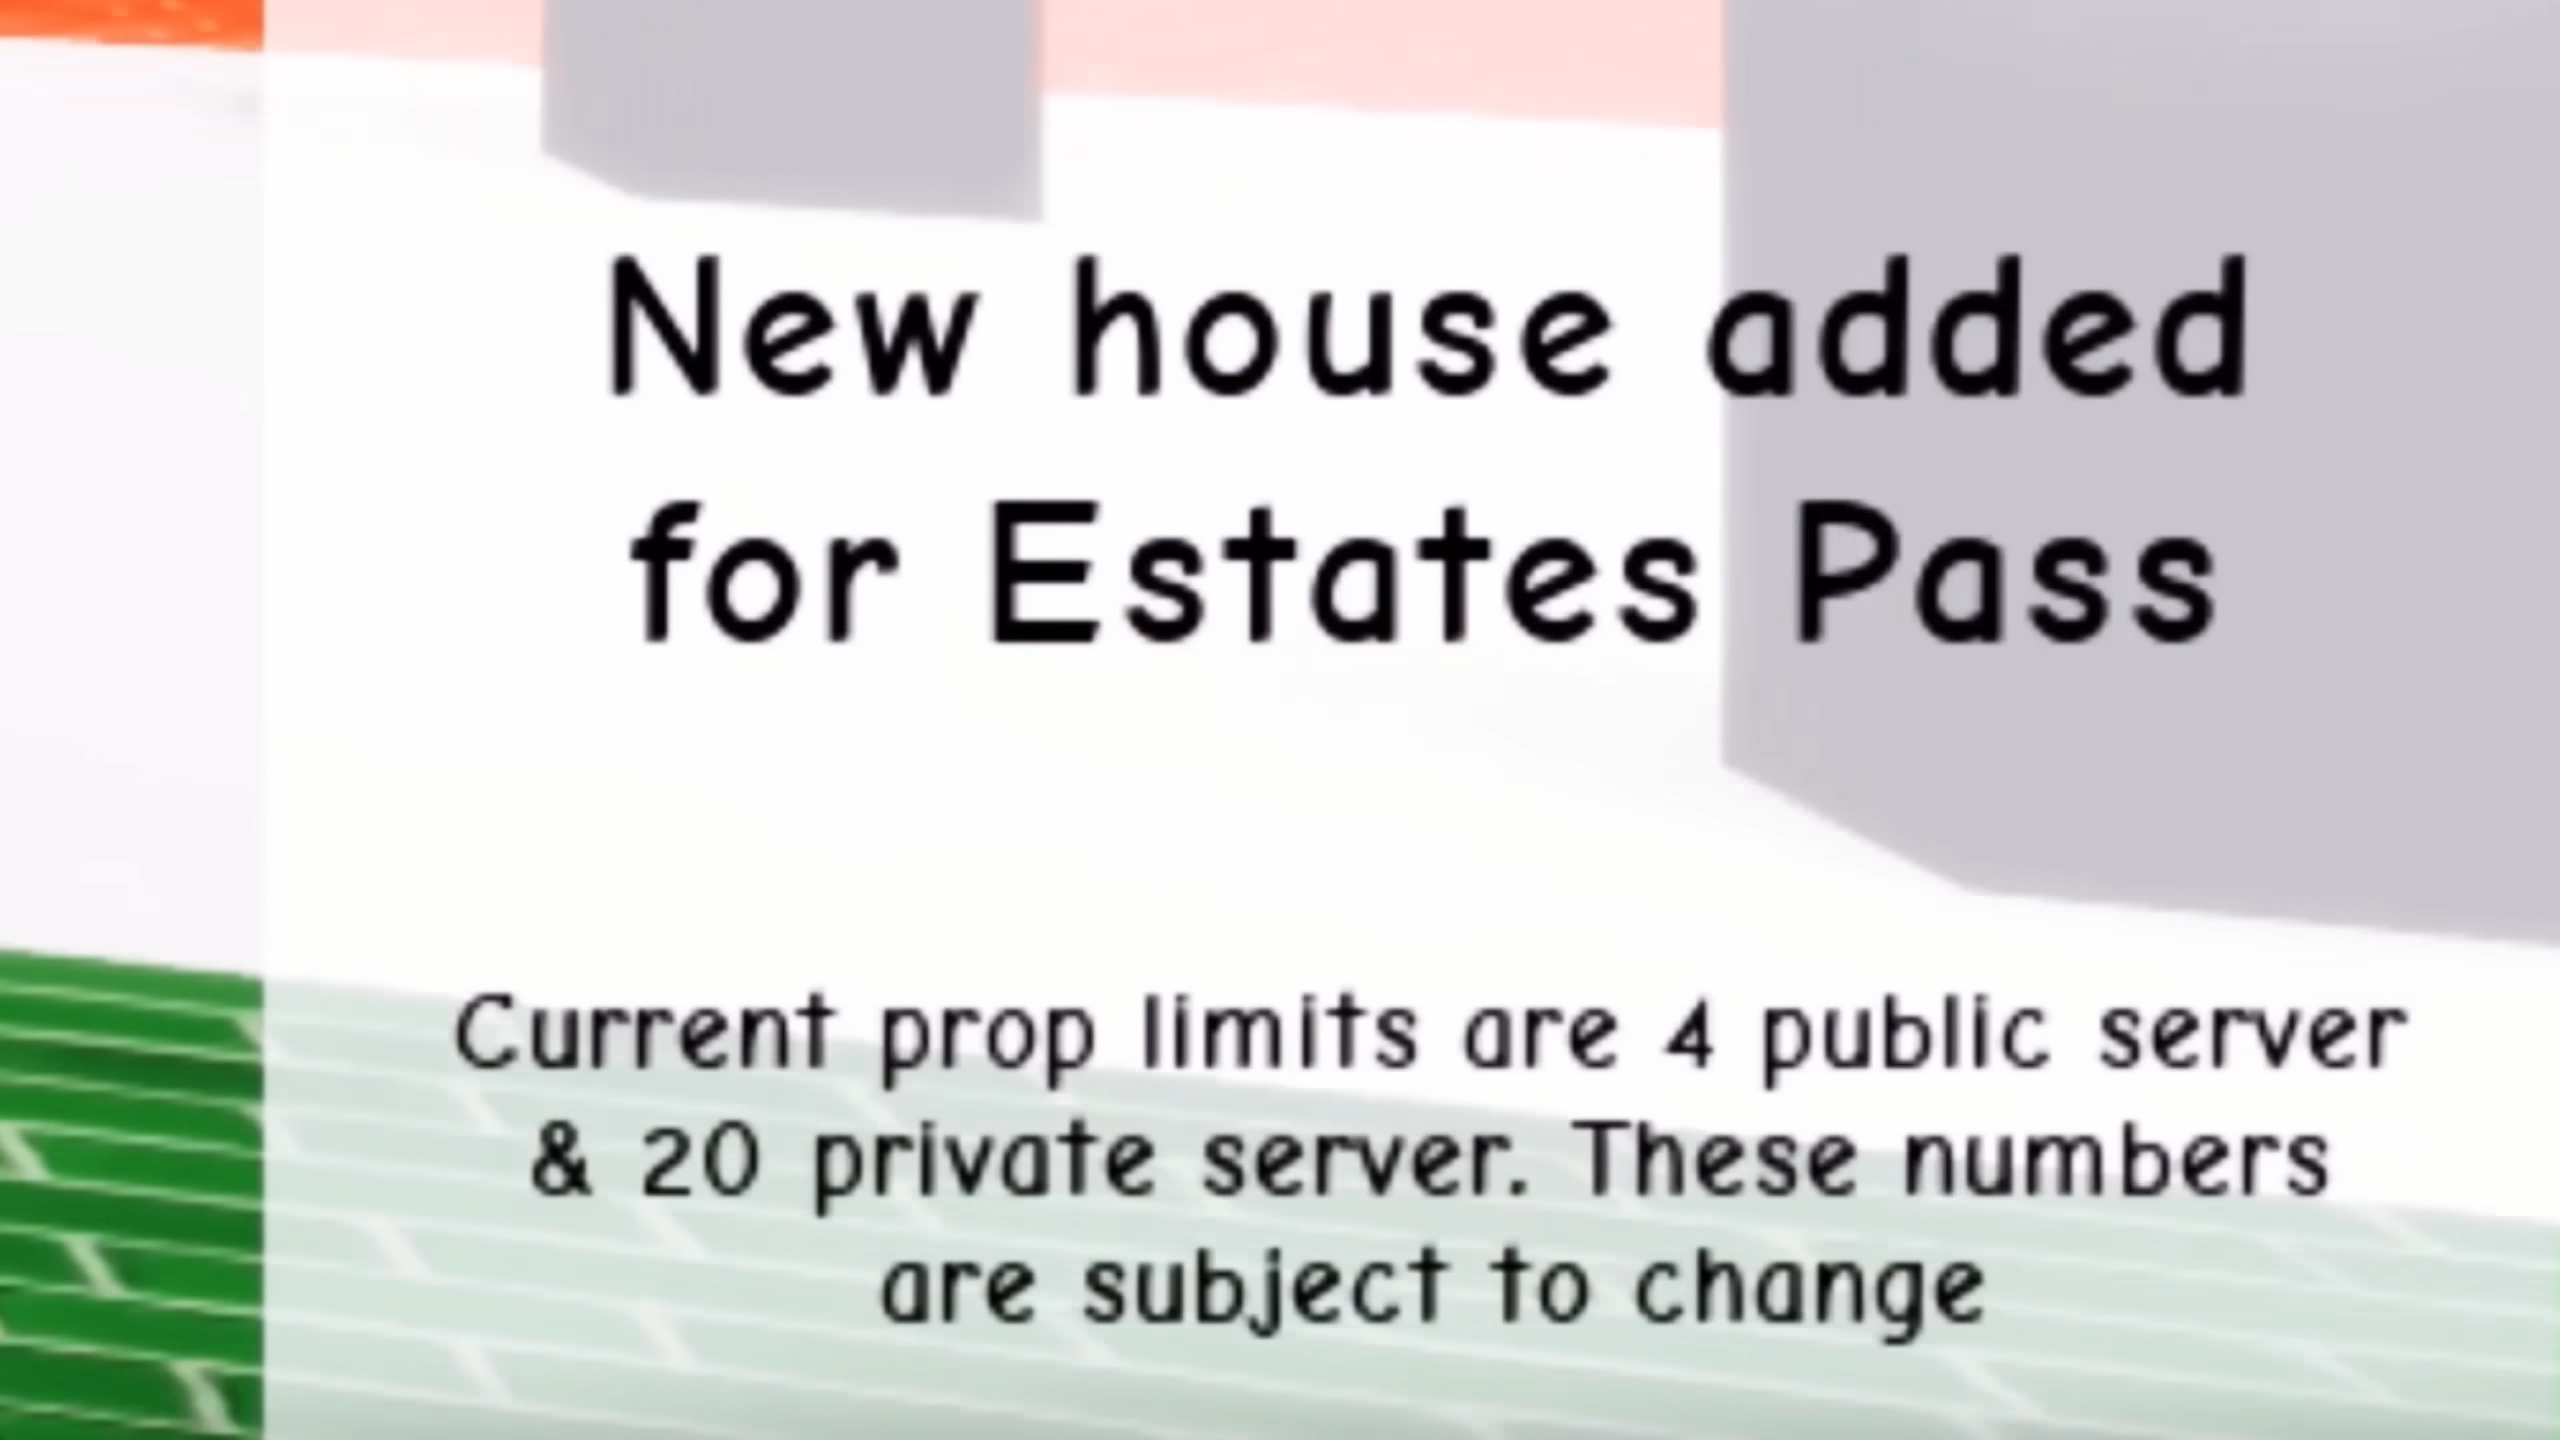 New house added
for Estates Pass
Current prop limits are 4 public server
& 20 private server. These numbers
are subject to change